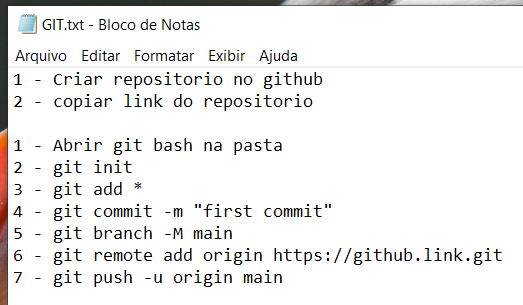 GIT.txt - Bloco de Notas
Arquivo Editar Formatar Exibir Ajuda
1 - Criar repositorio no github
2 - copiar link do repositorio
1 - Abrir git bash na pasta
2 - git init
3 - git add *
4 - git commit -m "first commit"
5 - git branch -M main
6 - git remote add origin https://github.link.git
7 - git push -u origin main